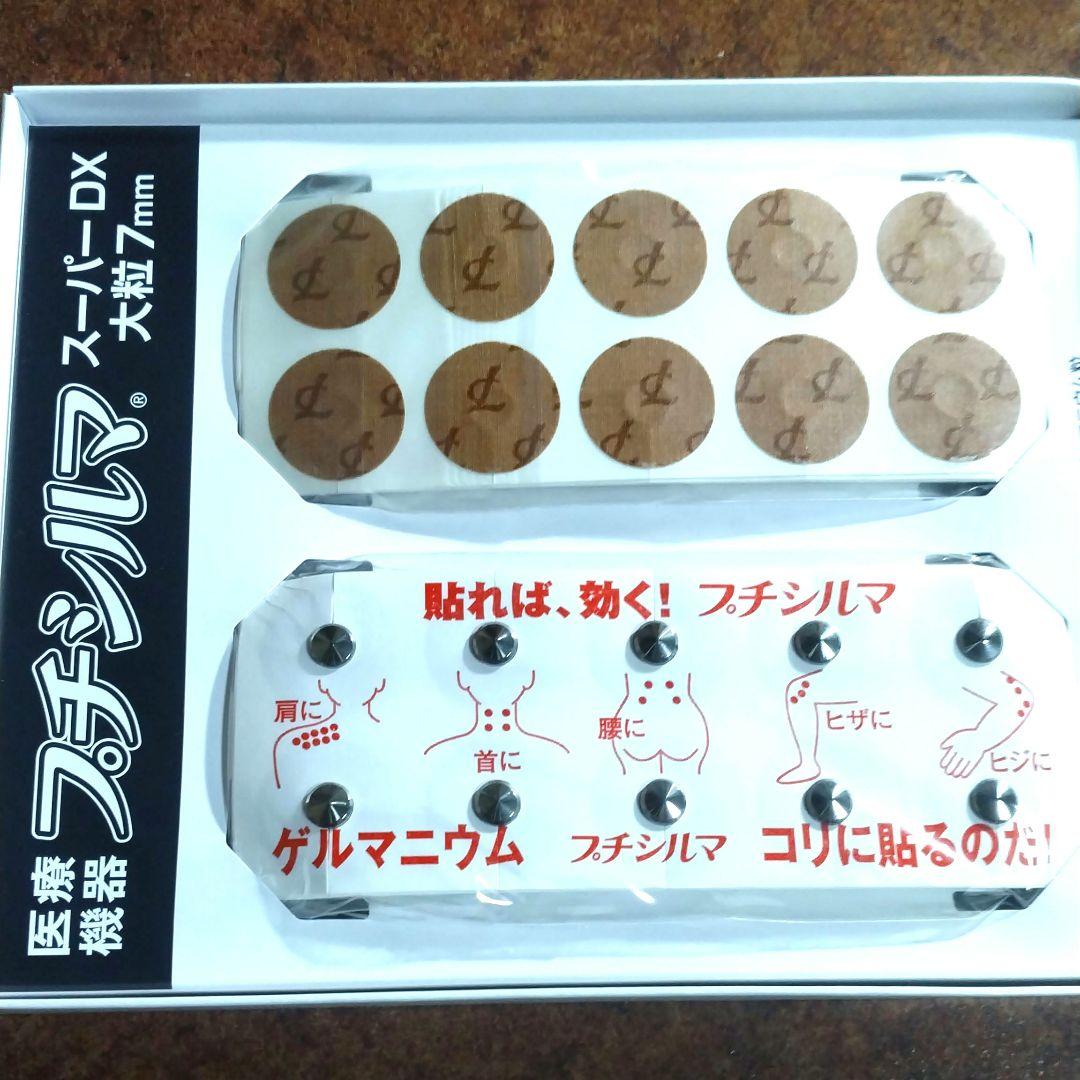 医療機器 プチシルマ® スーパーDX 大粒7mm
貼れば、効く! プチシルマ
肩に
首に
腰に
ヒザに
ヒジに
ゲルマニウム プチシルマ コリに貼るのだ!